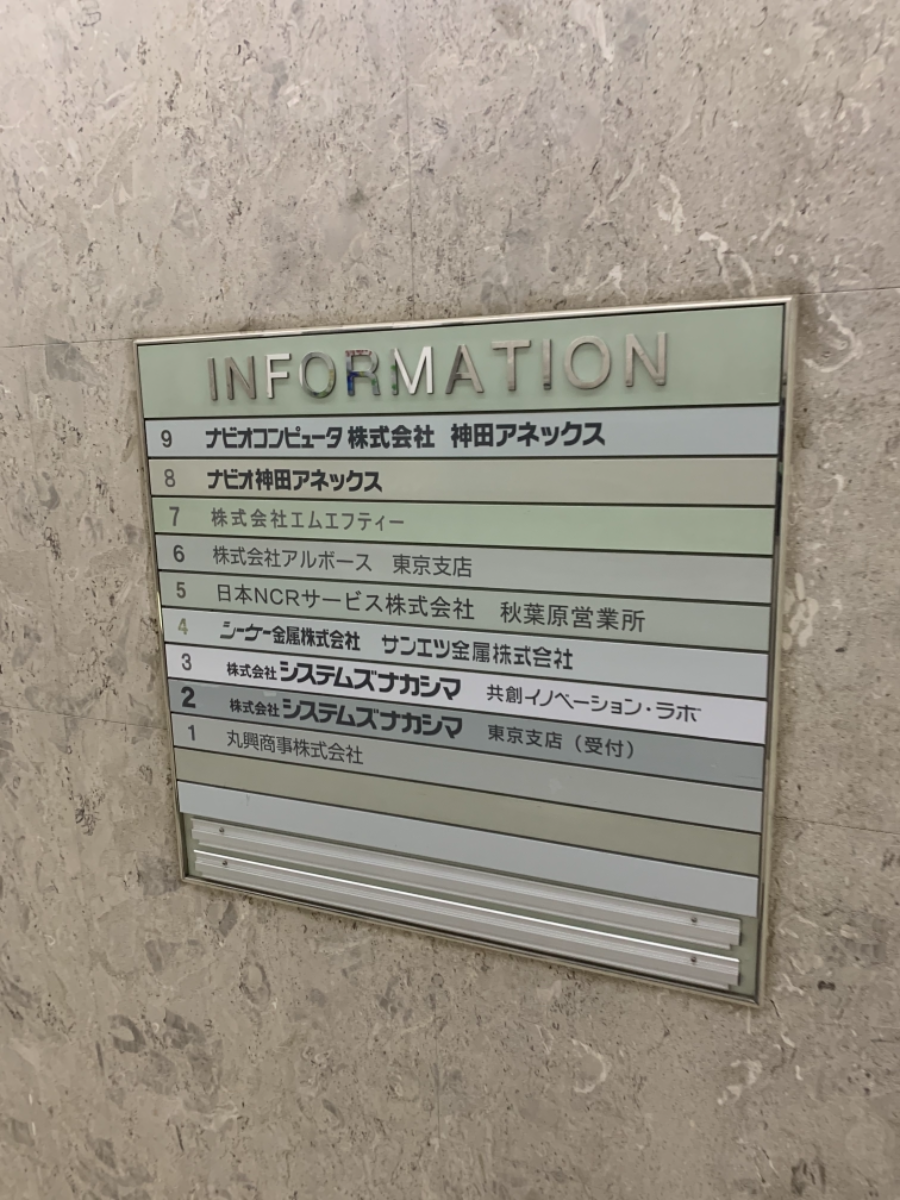 INFORMATION
9 ナビオコンピュータ 株式会社 神田アネックス
8 ナビオ神田アネックス
7 株式会社エムエフティー
6 株式会社アルボース 東京支店
5 日本NCRサービス株式会社 秋葉原営業所
4 シーケー金属株式会社 サンエツ金属株式会社
3 株式会社システムズナカシマ 共創イノベーション・ラボ
2 株式会社システムズナカシマ 東京支店（受付）
1 丸興商事株式会社